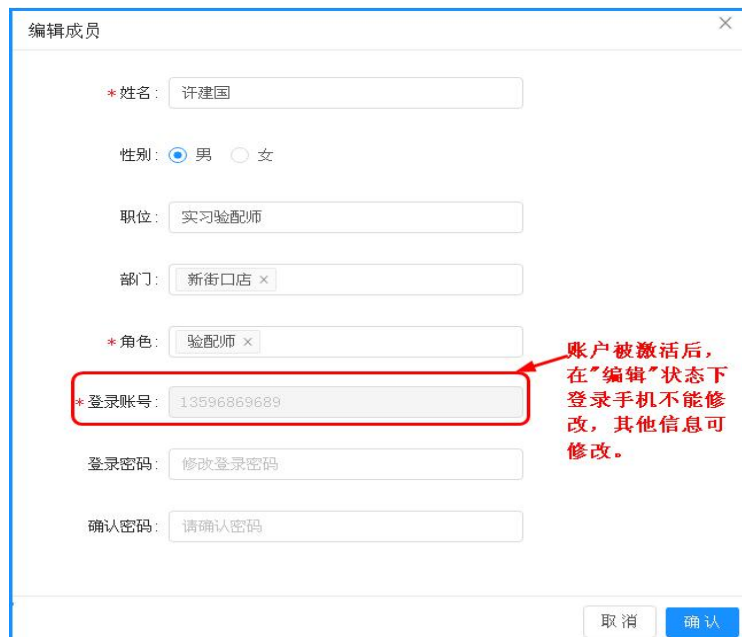 编辑成员
*姓名: 许建国
性别: 男 女
职位: 实习验配师
部门: 新街口店 ×
*角色: 验配师 ×
*登录账号: 13596869689
登录密码: 修改登录密码
确认密码: 请确认密码
账户被激活后，
在"编辑"状态下
登录手机不能修
改，其他信息可
修改。
取消 确认